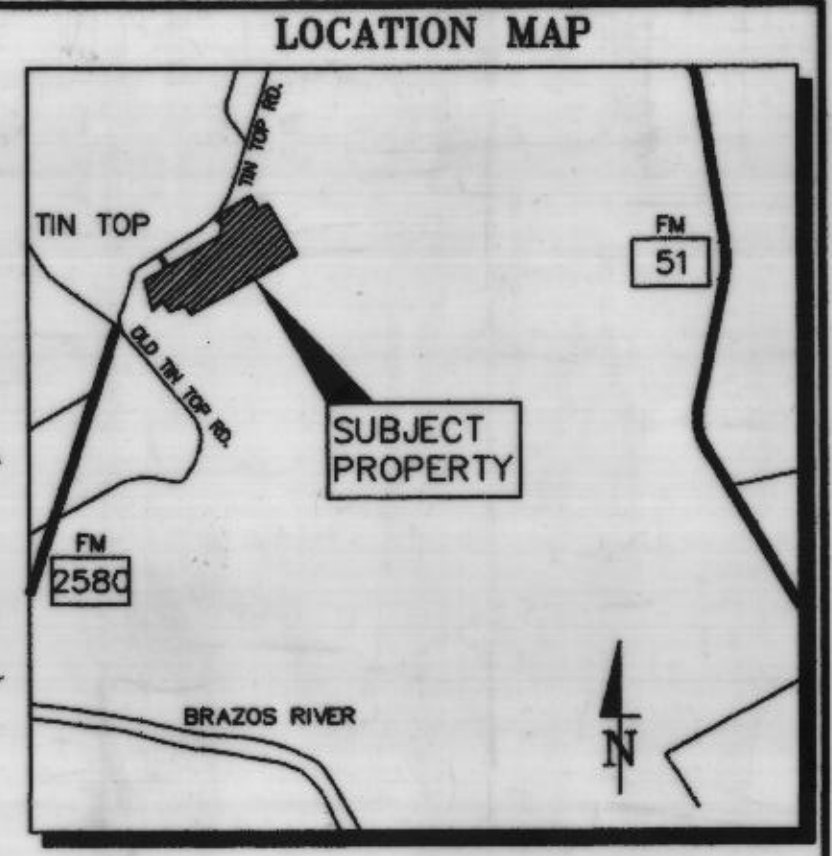 LOCATION MAP
TIN TOP RD.
TIN TOP
FM
51
OLD TIN TOP RD.
SUBJECT
PROPERTY
FM
2580
BRAZOS RIVER
N